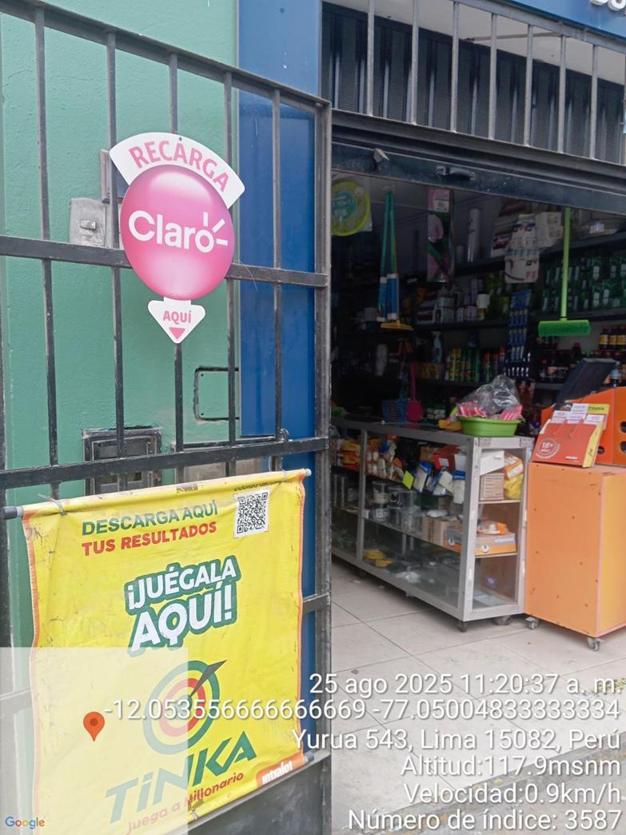 RECARGA
Claro
AQUÍ
DESCARGA AQUÍ
TUS RESULTADOS
¡JUÉGALA
AQUÍ!
TINKA
Juega a Millonario
intralot
25 ago 2025 11:20:37 a. m.
-12.053556666666669 -77.05004833333334
Yurua 543, Lima 15082, Perú
Altitud:117.9msnm
Velocidad:0.9km/h
Número de índice: 3587
Google